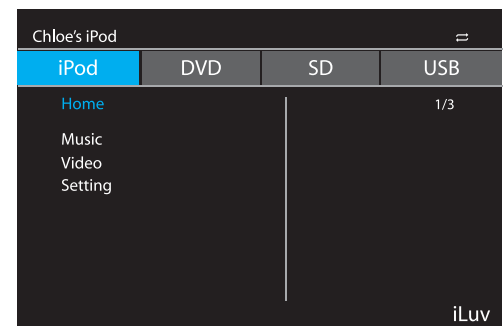 Chloe's iPod
iPod DVD SD USB
Home 1/3
Music
Video
Setting
iLuv